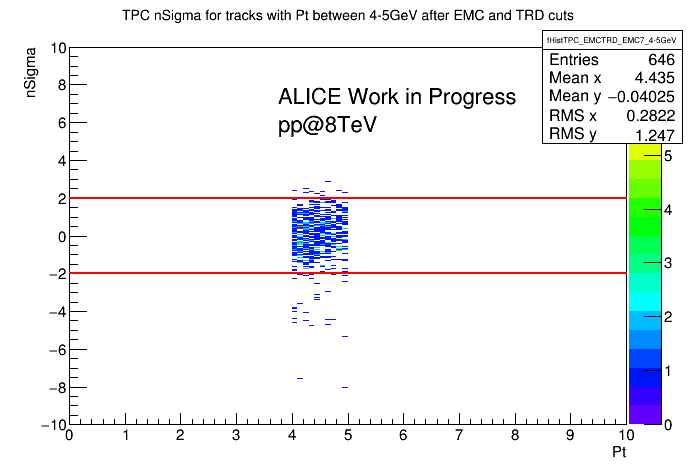 TPC nSigma for tracks with Pt between 4-5GeV after EMC and TRD cuts
fHistTPC_EMCTRD_EMC7_4-5GeV
Entries 646
Mean x 4.435
Mean y −0.04025
RMS x 0.2822
RMS y 1.247
nSigma
ALICE Work in Progress
pp@8TeV
10
8
6
4
2
0
−2
−4
−6
−8
−10
5
4
3
2
1
0
0 1 2 3 4 5 6 7 8 9 10
Pt